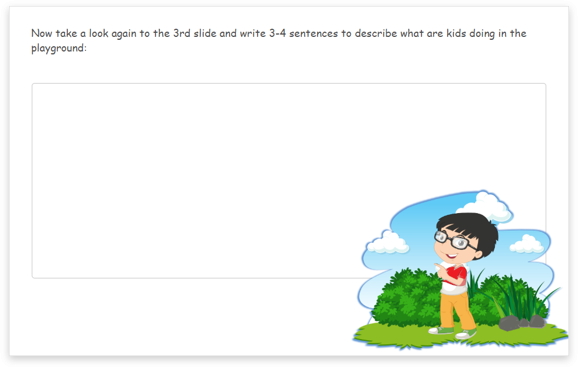 Now take a look again to the 3rd slide and write 3-4 sentences to describe what are kids doing in the
playground: